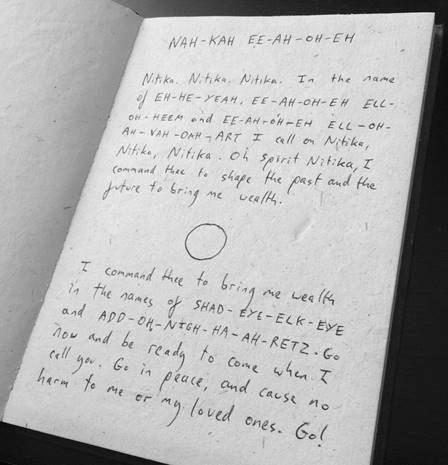 NAH-KAH EE-AH-OH-EH
Nitika. Nitika. Nitika. In the name
of EH-HE-YEAH, EE-AH-OH-EH ELL-
OH-HEEM and EE-AH-OH-EH ELL-OH-
AH-VAH-DAH-ART I call on Nitika,
Nitika, Nitika. Oh spirit Nitika, I
command thee to shape the past and the
future to bring me wealth.
I command thee to bring me wealth
in the names of SHAD-EYE-ELK-EYE
and ADD-OH-NIGH-HA-AH-RETZ. Go
now and be ready to come when I
call you. Go in peace, and cause no
harm to me or my loved ones. Go!